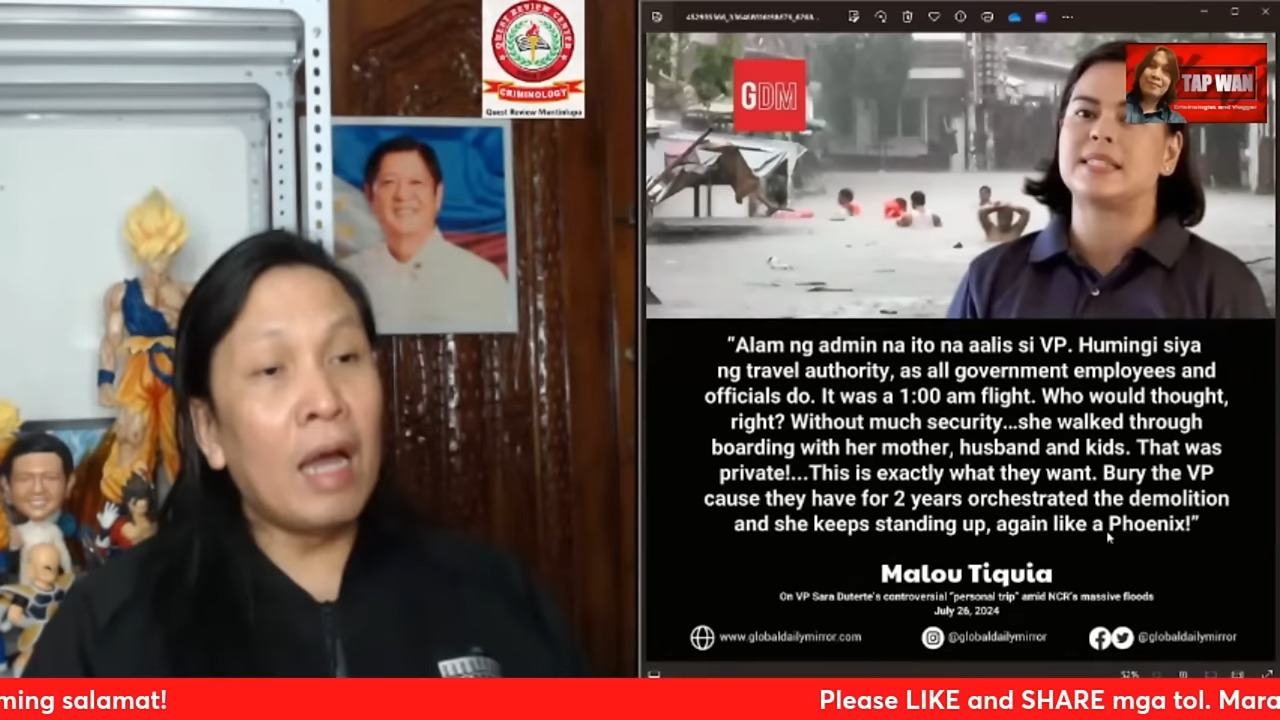 QUEST REVIEW CENTER
CRIMINOLOGY
Quest Review Muntinlupa
GDM
TAP WAN
Criminologist and Vlogger
"Alam ng admin na ito na aalis si VP. Humingi siya
ng travel authority, as all government employees and
officials do. It was a 1:00 am flight. Who would thought,
right? Without much security...she walked through
boarding with her mother, husband and kids. That was
private!...This is exactly what they want. Bury the VP
cause they have for 2 years orchestrated the demolition
and she keeps standing up, again like a Phoenix!"
Malou Tiquia
On VP Sara Duterte's controversial "personal trip" amid NCR's massive floods
July 26, 2024
www.globaldailymirror.com
@globaldailymirror
@globaldailymirror
52%
ming salamat!
Please LIKE and SHARE mga tol. Mara